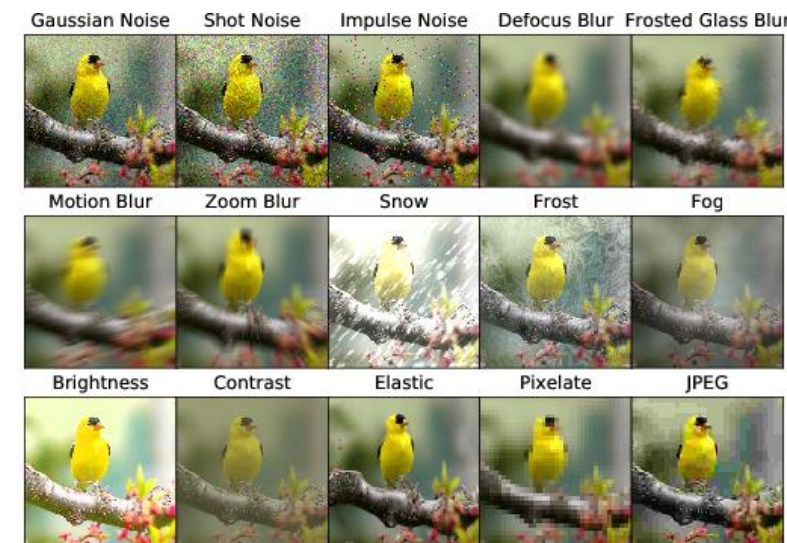 Gaussian Noise Shot Noise Impulse Noise Defocus Blur Frosted Glass Blur
Motion Blur Zoom Blur Snow Frost Fog
Brightness Contrast Elastic Pixelate JPEG